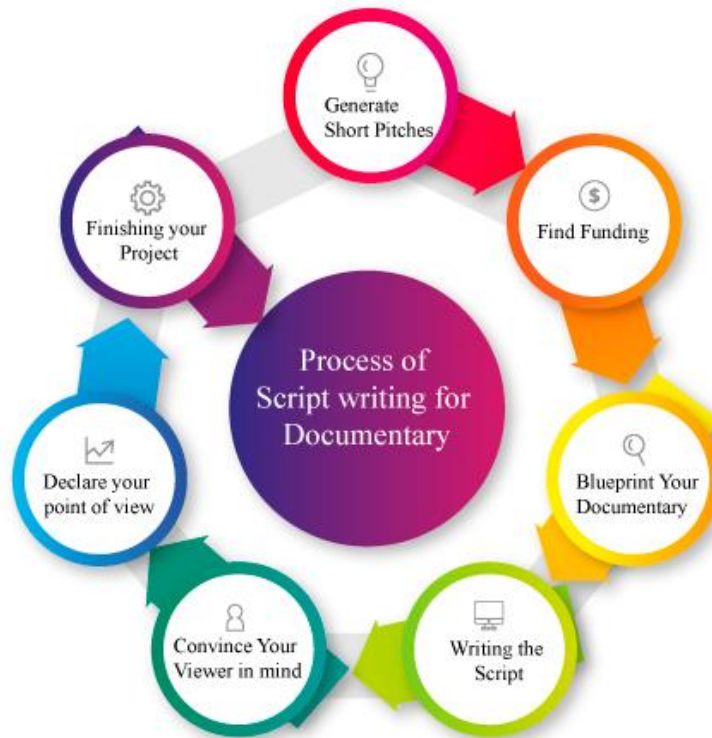 Generate
Short Pitches
Find Funding
Blueprint Your
Documentary
Writing the
Script
Convince Your
Viewer in mind
Declare your
point of view
Finishing your
Project
Process of
Script writing for
Documentary